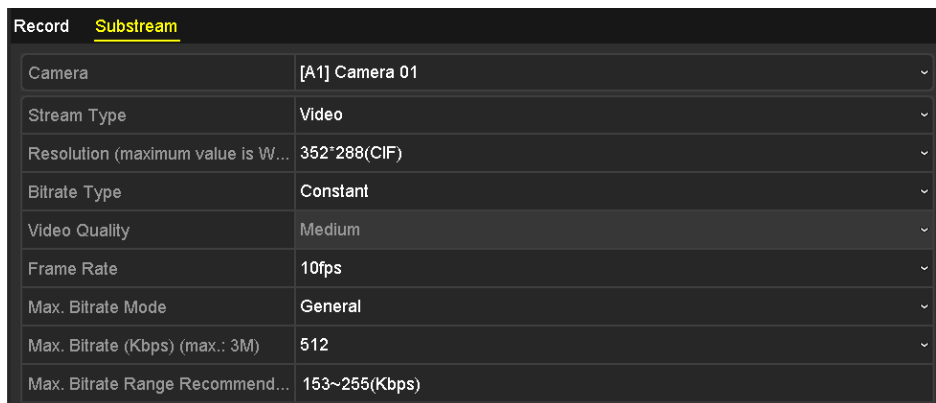 Record Substream
Camera [A1] Camera 01
Stream Type Video
Resolution (maximum value is W... 352*288(CIF)
Bitrate Type Constant
Video Quality Medium
Frame Rate 10fps
Max. Bitrate Mode General
Max. Bitrate (Kbps) (max.: 3M) 512
Max. Bitrate Range Recommend... 153~255(Kbps)